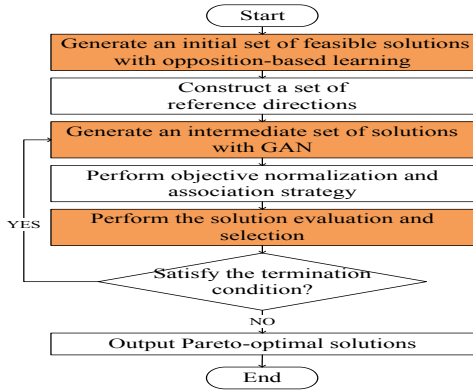 Start
Generate an initial set of feasible solutions
with opposition-based learning
Construct a set of
reference directions
Generate an intermediate set of solutions
with GAN
Perform objective normalization and
association strategy
YES
Perform the solution evaluation and
selection
Satisfy the termination
condition?
NO
Output Pareto-optimal solutions
End